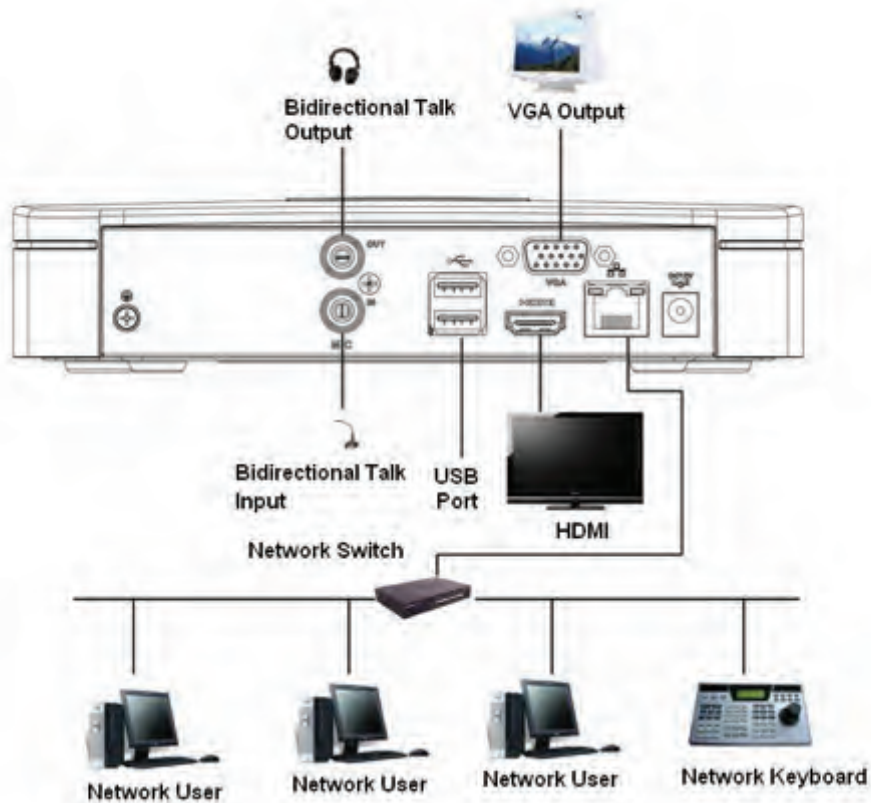 Bidirectional Talk
Output
VGA Output
OUT
VGA
IN
HDMI
MIC
Bidirectional Talk
Input
USB
Port
HDMI
Network Switch
Network User
Network User
Network User
Network Keyboard